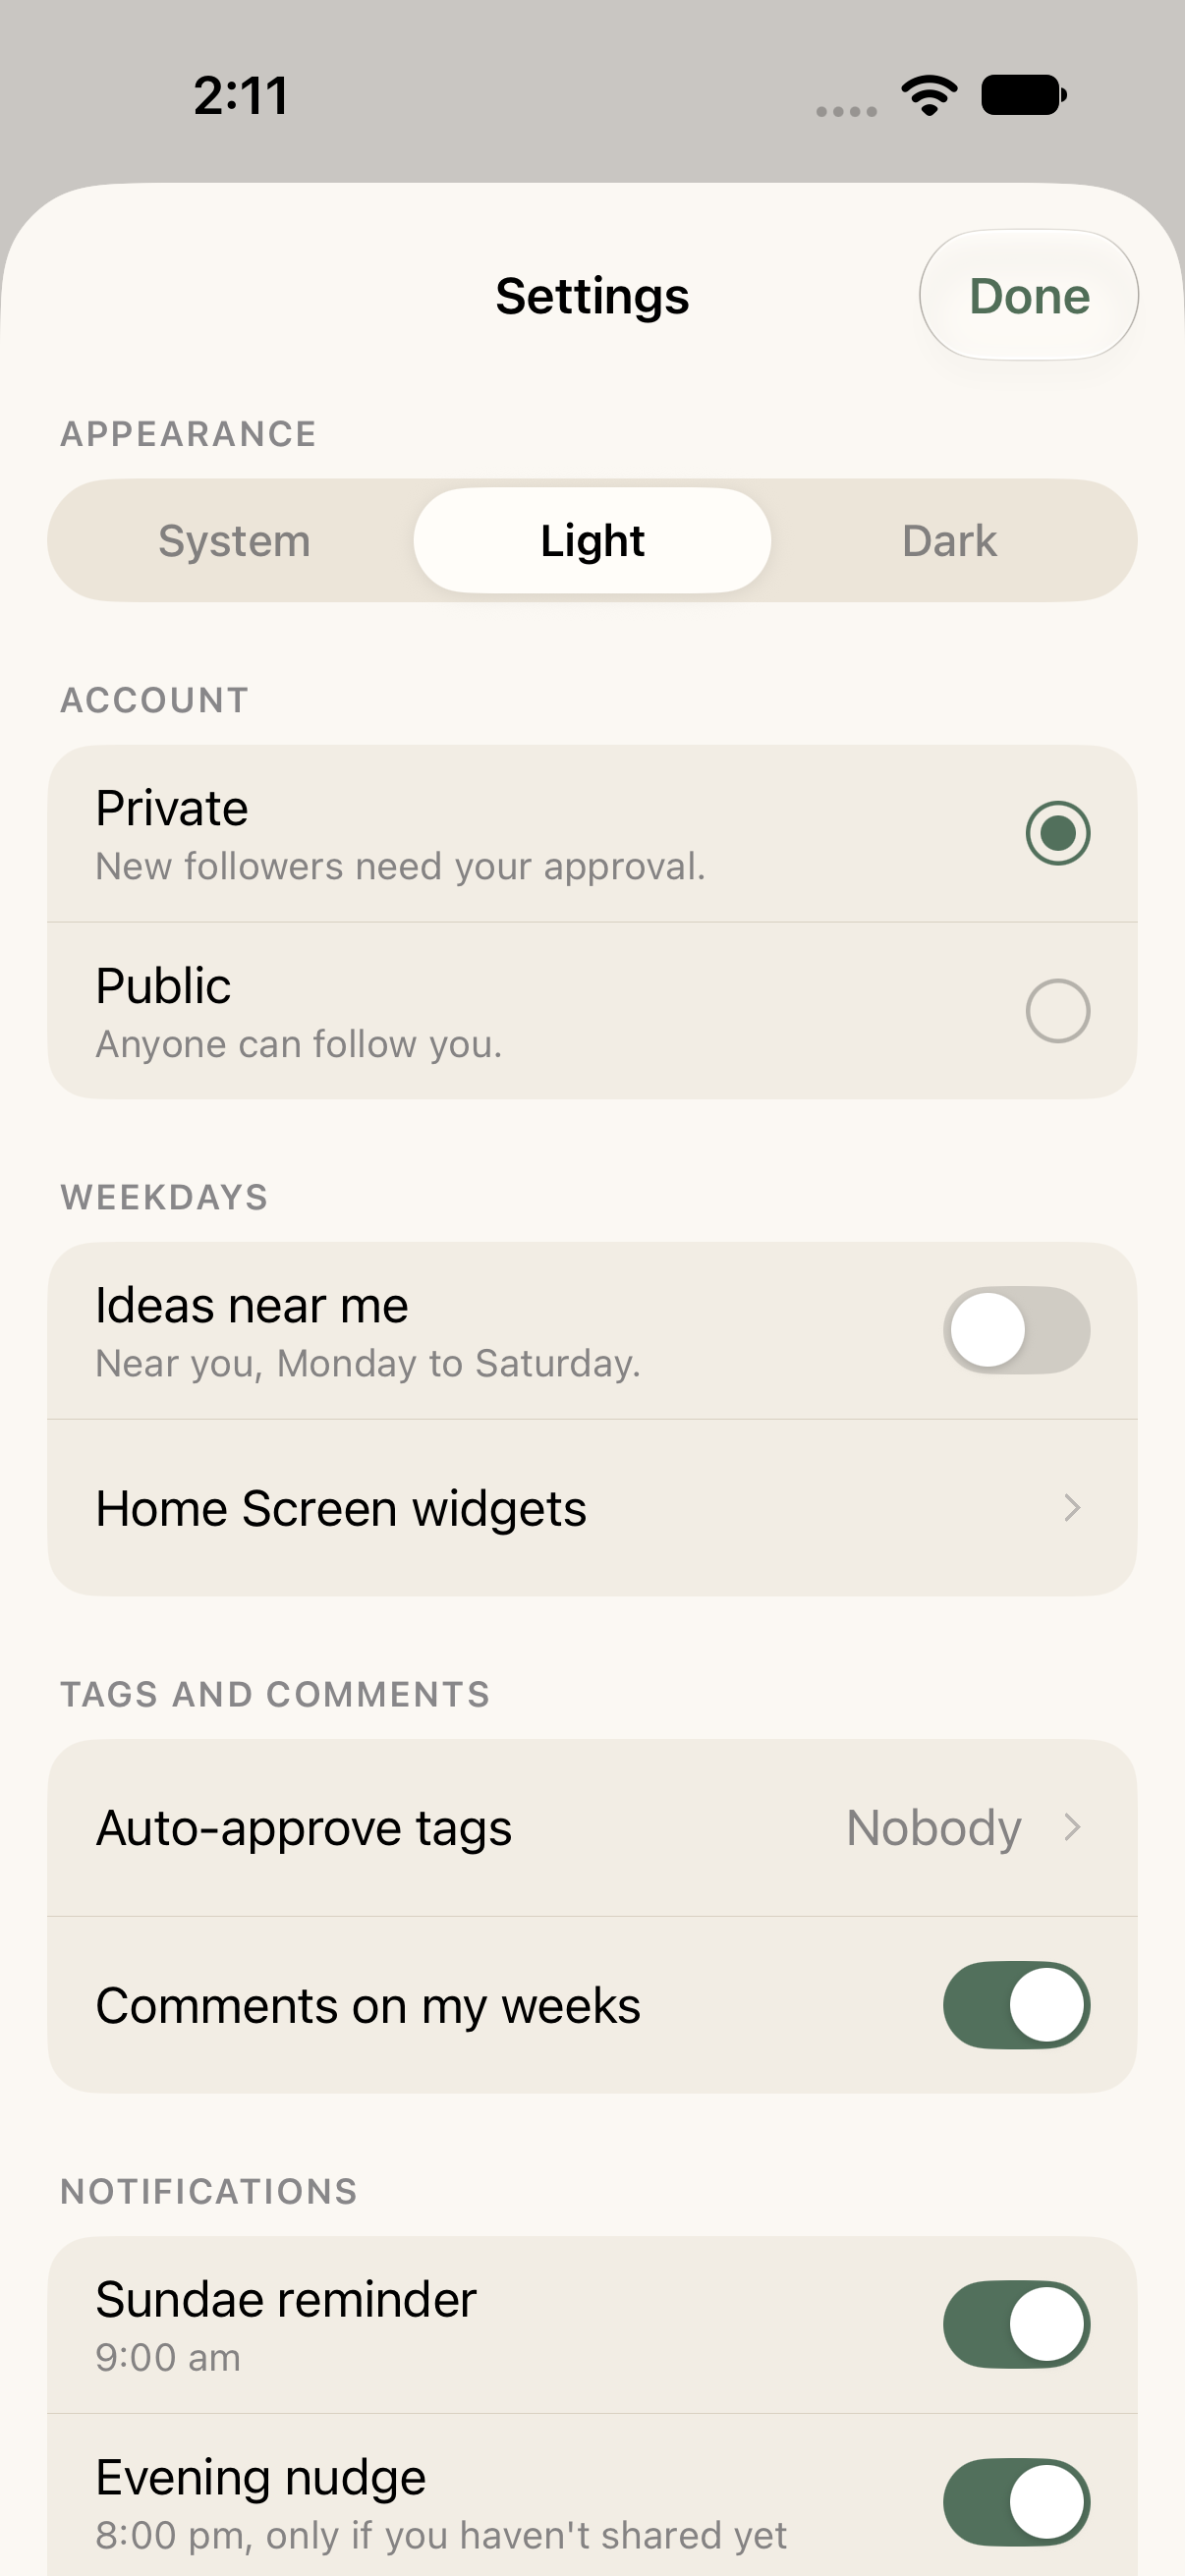 2:11
Settings
Done
APPEARANCE
System Light Dark
ACCOUNT
Private
New followers need your approval.
Public
Anyone can follow you.
WEEKDAYS
Ideas near me
Near you, Monday to Saturday.
Home Screen widgets
TAGS AND COMMENTS
Auto-approve tags Nobody
Comments on my weeks
NOTIFICATIONS
Sundae reminder
9:00 am
Evening nudge
8:00 pm, only if you haven't shared yet